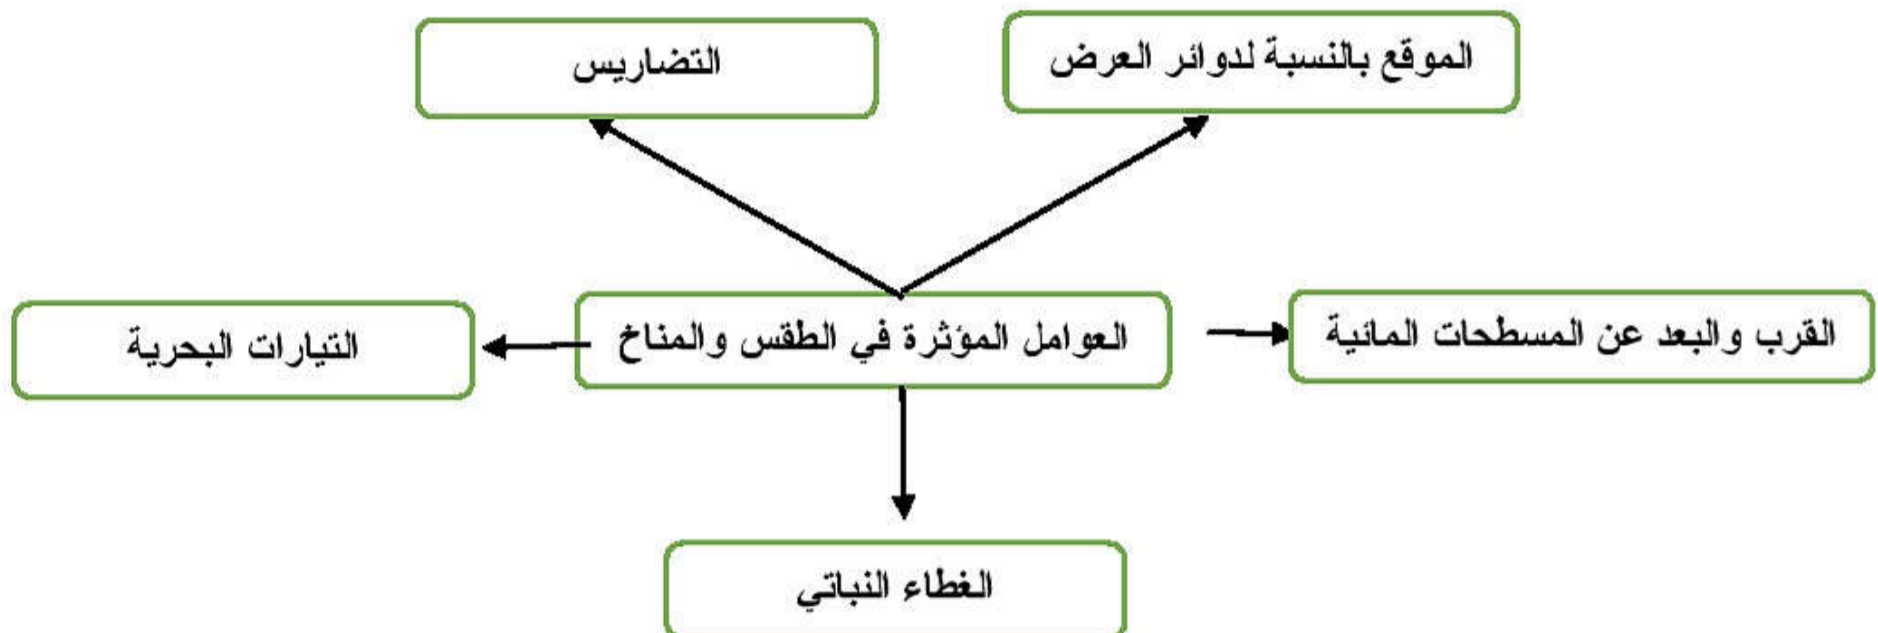 الموقع بالنسبة لدوائر العرض
التضاريس
القرب والبعد عن المسطحات المائية
العوامل المؤثرة في الطقس والمناخ
التيارات البحرية
الغطاء النباتي